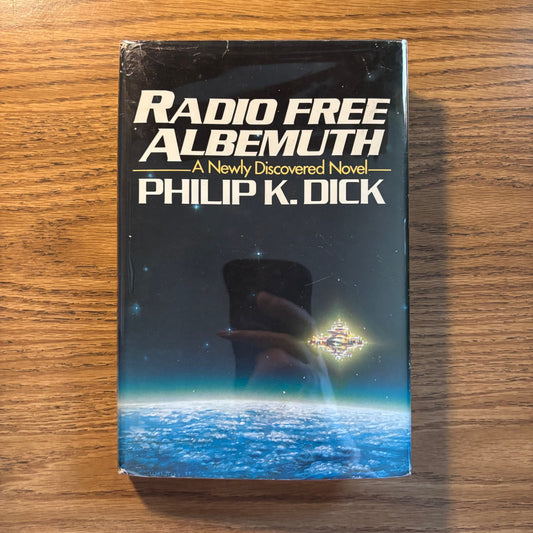 RADIO FREE
ALBEMUTH
A Newly Discovered Novel
PHILIP K. DICK